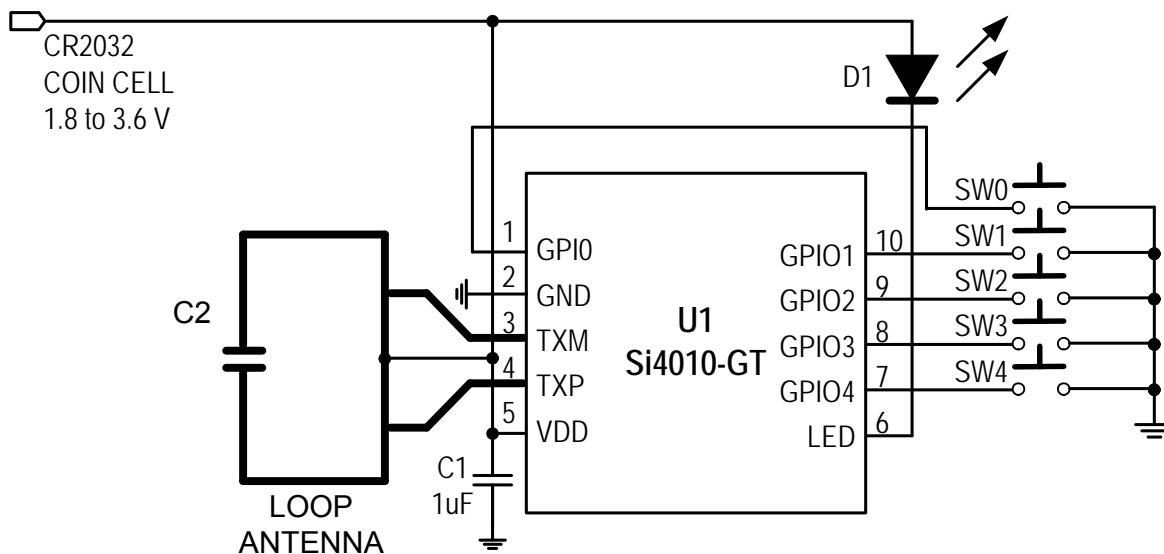 CR2032
COIN CELL
1.8 to 3.6 V
D1
SW0
SW1
SW2
SW3
SW4
1
2
3
4
5
GPI0
GND
TXM
TXP
VDD
U1
Si4010-GT
GPIO1
GPIO2
GPIO3
GPIO4
LED
10
9
8
7
6
C2
C1
1uF
LOOP
ANTENNA